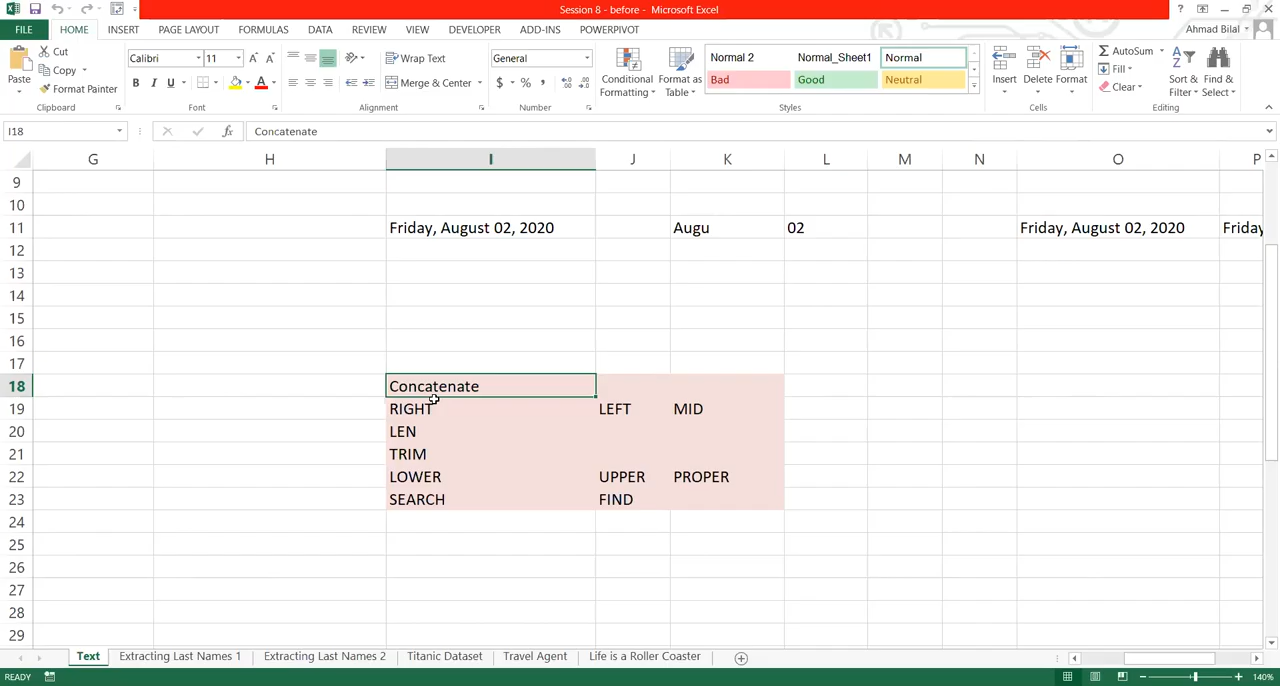 Session 8 - before - Microsoft Excel
FILE HOME INSERT PAGE LAYOUT FORMULAS DATA REVIEW VIEW DEVELOPER ADD-INS POWERPIVOT Ahmad Bilal
Paste Cut Copy Format Painter
Calibri 11
B I U
Wrap Text
Merge & Center
General
$ % ,
Conditional Formatting
Format as Table
Normal 2 Normal_Sheet1 Normal
Bad Good Neutral
Insert Delete Format
AutoSum
Fill
Clear
Sort & Filter
Find & Select
Clipboard Font Alignment Number Styles Cells Editing
I18 fx Concatenate
G H I J K L M N O P
9
10
11 Friday, August 02, 2020 Augu 02 Friday, August 02, 2020 Friday
12
13
14
15
16
17
18 Concatenate
19 RIGHT LEFT MID
20 LEN
21 TRIM
22 LOWER UPPER PROPER
23 SEARCH FIND
24
25
26
27
28
29
Text Extracting Last Names 1 Extracting Last Names 2 Titanic Dataset Travel Agent Life is a Roller Coaster
READY 140%